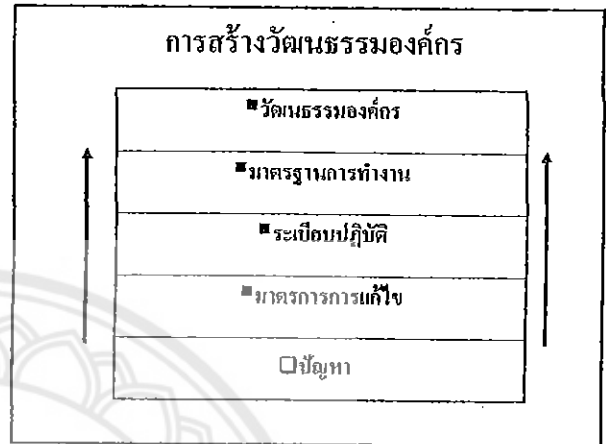 การสร้างวัฒนธรรมองค์กร
▪วัฒนธรรมองค์กร
▪มาตรฐานการทำงาน
▪ระเบียบปฏิบัติ
▪มาตรการการแก้ไข
❑ปัญหา